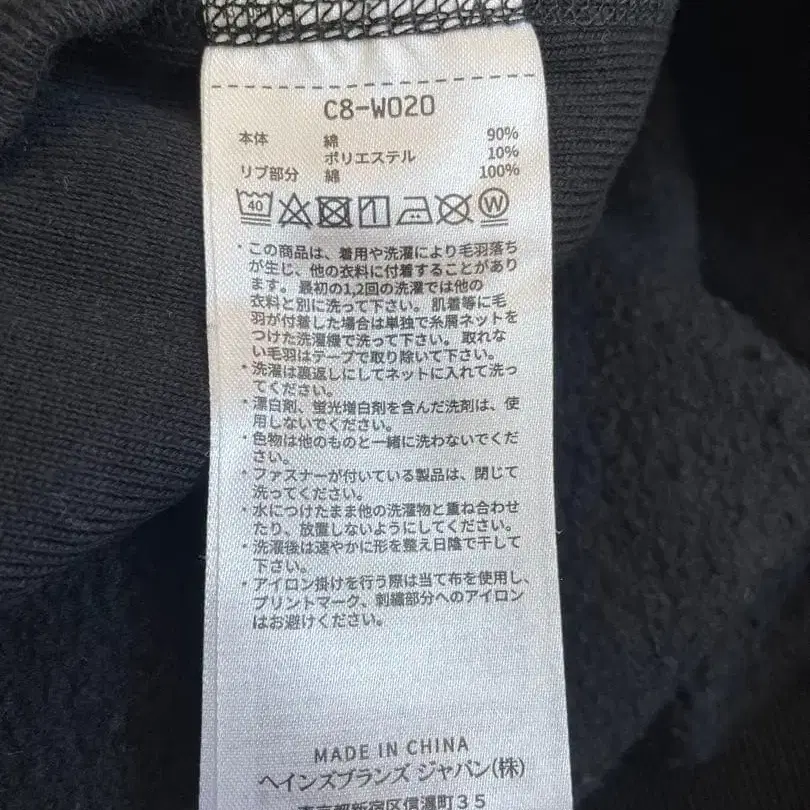 C8-W020
本体 綿 90%
ポリエステル 10%
リブ部分 綿 100%
40 W
・この商品は、着用や洗濯により毛羽落ち
が生じ、他の衣料に付着することがあり
ます。最初の1,2回の洗濯では他の
衣料と別に洗って下さい。肌着等に毛
羽が付着した場合は単独で糸屑ネットを
つけた洗濯機で洗って下さい。取れな
い毛羽はテープで取り除いて下さい。
・洗濯は裏返しにしてネットに入れて洗っ
てください。
・漂白剤、蛍光増白剤を含んだ洗剤は、使
用しないでください。
・色物は他のものと一緒に洗わないでくだ
さい。
・ファスナーが付いている製品は、閉じて
洗ってください。
・水につけたまま他の洗濯物と重ね合わせ
たり、放置しないようにしてください。
・洗濯後は速やかに形を整え日陰で干して
下さい。
・アイロン掛けを行う際は当て布を使用し、
プリントマーク、刺繍部分へのアイロン
はお避けください。
MADE IN CHINA
ヘインズブランズ ジャパン(株)
東京都新宿区信濃町35